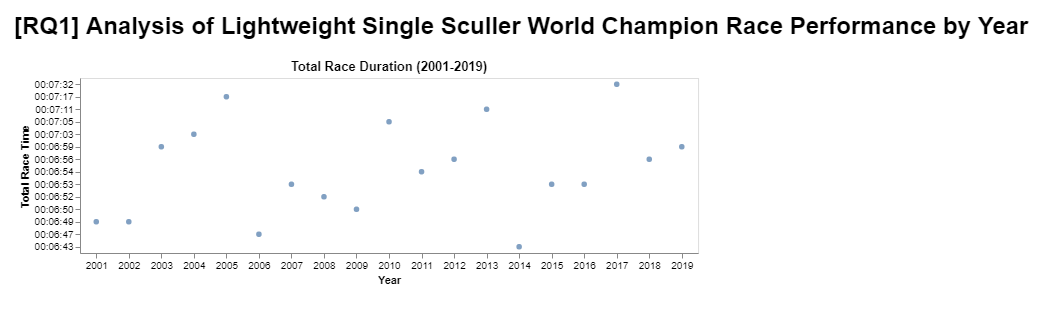 [RQ1] Analysis of Lightweight Single Sculler World Champion Race Performance by Year
Total Race Duration (2001-2019)
Total Race Time
00:07:32
00:07:17
00:07:11
00:07:05
00:07:03
00:06:59
00:06:56
00:06:54
00:06:53
00:06:52
00:06:50
00:06:49
00:06:47
00:06:43
2001 2002 2003 2004 2005 2006 2007 2008 2009 2010 2011 2012 2013 2014 2015 2016 2017 2018 2019
Year